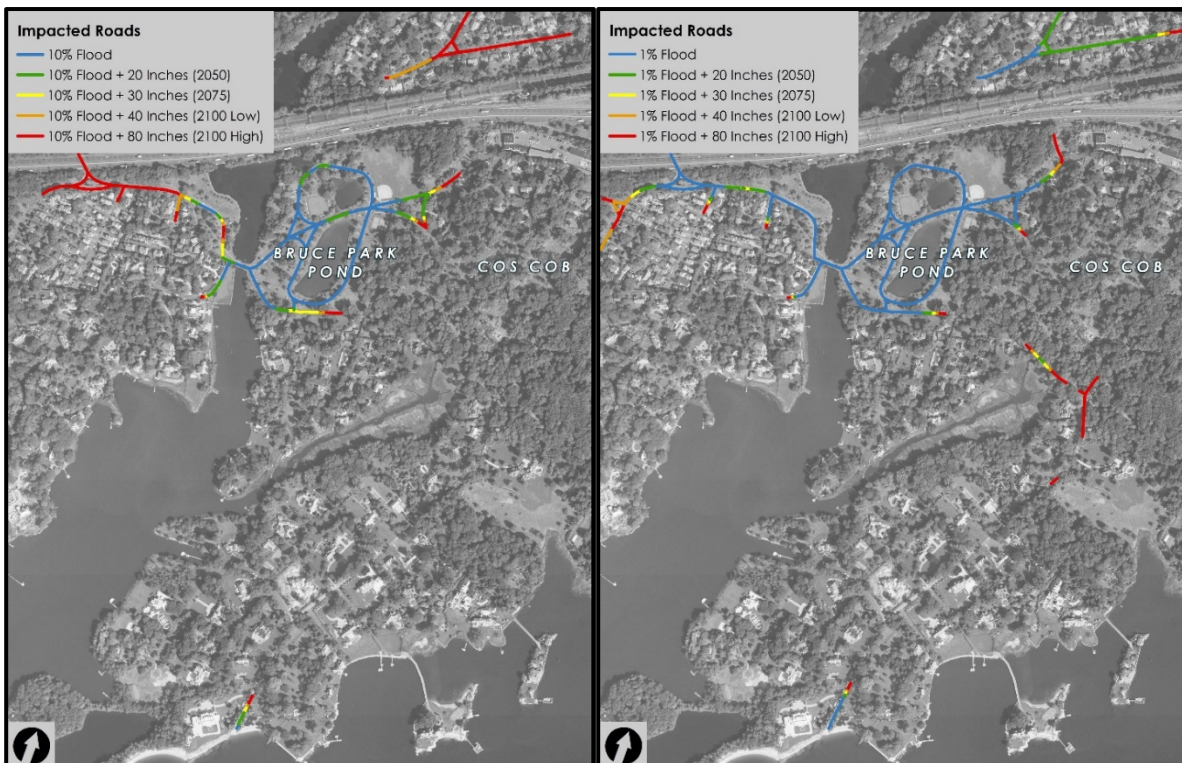 Impacted Roads
10% Flood
10% Flood + 20 Inches (2050)
10% Flood + 30 Inches (2075)
10% Flood + 40 Inches (2100 Low)
10% Flood + 80 Inches (2100 High)
BRUCE PARK
POND
COS COB
Impacted Roads
1% Flood
1% Flood + 20 Inches (2050)
1% Flood + 30 Inches (2075)
1% Flood + 40 Inches (2100 Low)
1% Flood + 80 Inches (2100 High)
BRUCE PARK
POND
COS COB